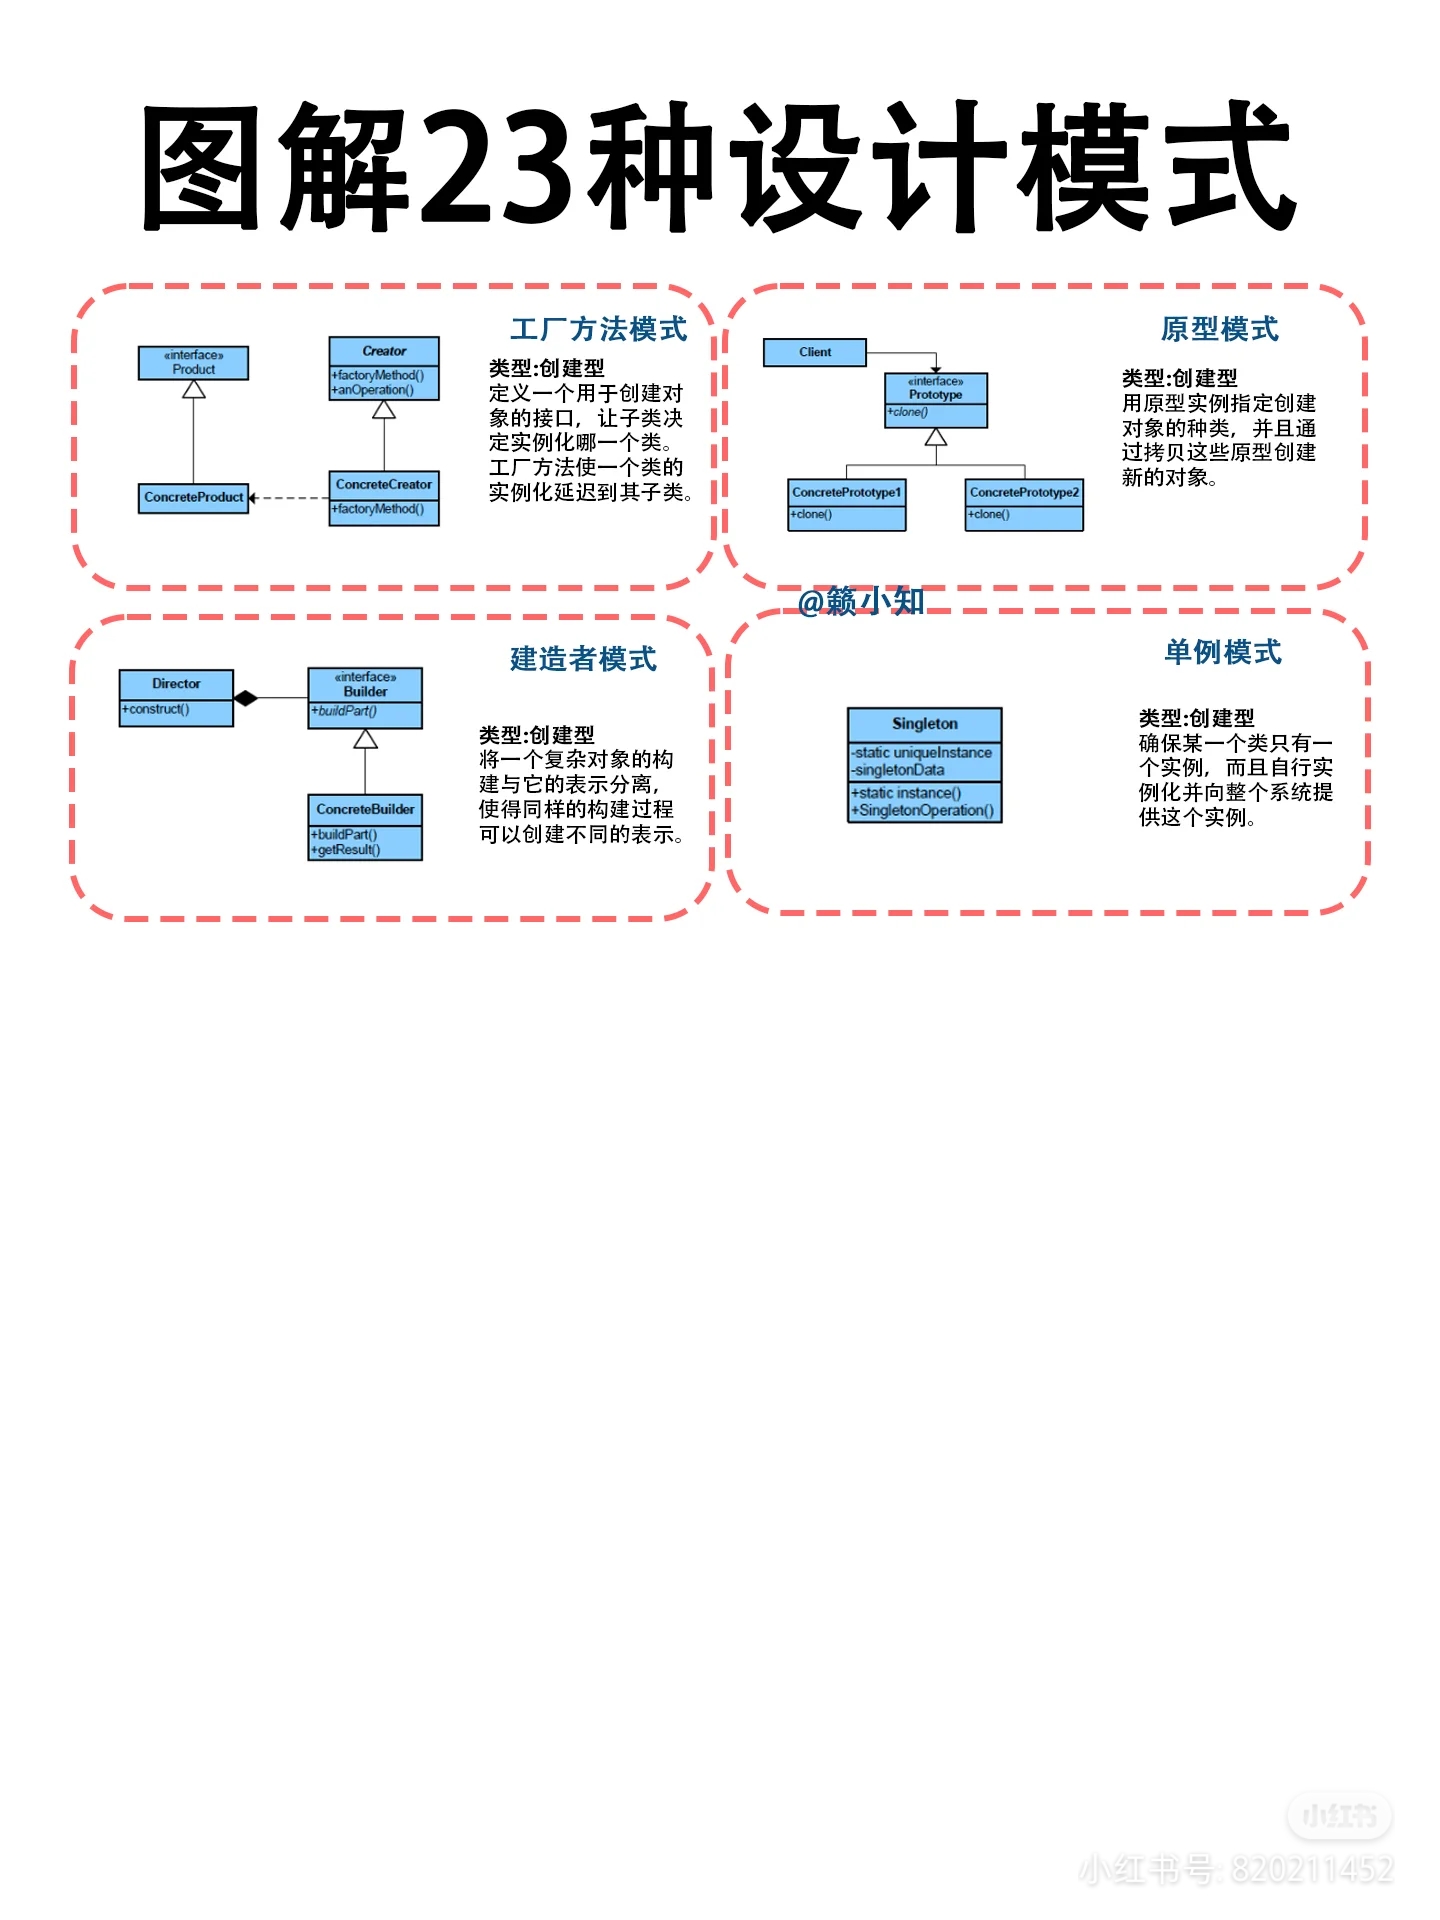 图解23种设计模式
工厂方法模式
«interface»
Product
Creator
+factoryMethod()
+anOperation()
ConcreteProduct
ConcreteCreator
+factoryMethod()
类型:创建型
定义一个用于创建对
象的接口，让子类决
定实例化哪一个类。
工厂方法使一个类的
实例化延迟到其子类。
原型模式
Client
«interface»
Prototype
+clone()
ConcretePrototype1
+clone()
ConcretePrototype2
+clone()
类型:创建型
用原型实例指定创建
对象的种类，并且通
过拷贝这些原型创建
新的对象。
@籁小知
建造者模式
Director
+construct()
«interface»
Builder
+buildPart()
ConcreteBuilder
+buildPart()
+getResult()
类型:创建型
将一个复杂对象的构
建与它的表示分离，
使得同样的构建过程
可以创建不同的表示。
单例模式
Singleton
-static uniqueInstance
-singletonData
+static instance()
+SingletonOperation()
类型:创建型
确保某一个类只有一
个实例，而且自行实
例化并向整个系统提
供这个实例。
小红书
小红书号: 820211452